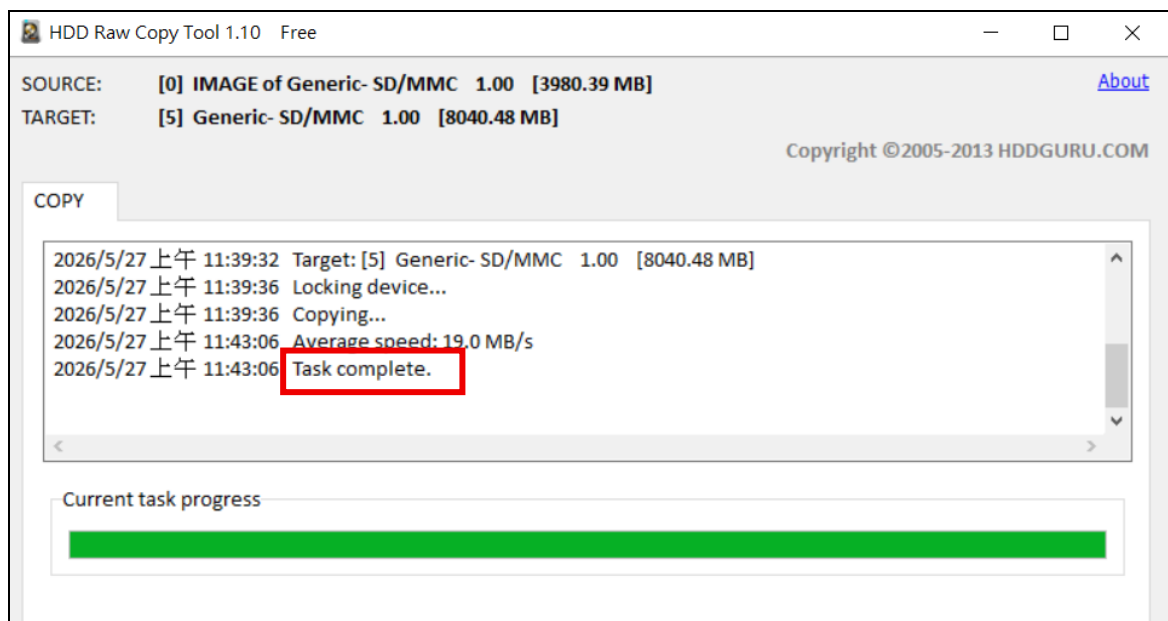 HDD Raw Copy Tool 1.10 Free
SOURCE: [0] IMAGE of Generic- SD/MMC 1.00 [3980.39 MB]
About
TARGET: [5] Generic- SD/MMC 1.00 [8040.48 MB]
Copyright ©2005-2013 HDDGURU.COM
COPY
2026/5/27 上午 11:39:32 Target: [5] Generic- SD/MMC 1.00 [8040.48 MB]
2026/5/27 上午 11:39:36 Locking device...
2026/5/27 上午 11:39:36 Copying...
2026/5/27 上午 11:43:06 Average speed: 19.0 MB/s
2026/5/27 上午 11:43:06 Task complete.
Current task progress